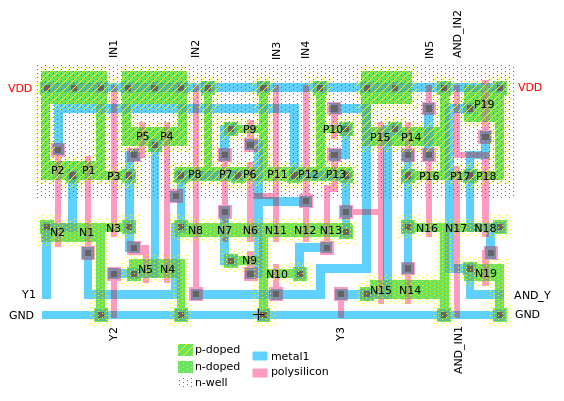 IN1
IN2
IN3
IN4
IN5
AND_IN2
VDD
VDD
P19
P5 P4 P9 P10 P15 P14
P2 P1 P3 P8 P7 P6 P11 P12 P13 P16 P17 P18
N2 N1 N3 N8 N7 N6 N11 N12 N13 N16 N17 N18
N5 N4 N9 N10 N19
N15 N14
Y1
AND_Y
GND
GND
Y2
Y3
AND_IN1
p-doped
n-doped
n-well
metal1
polysilicon